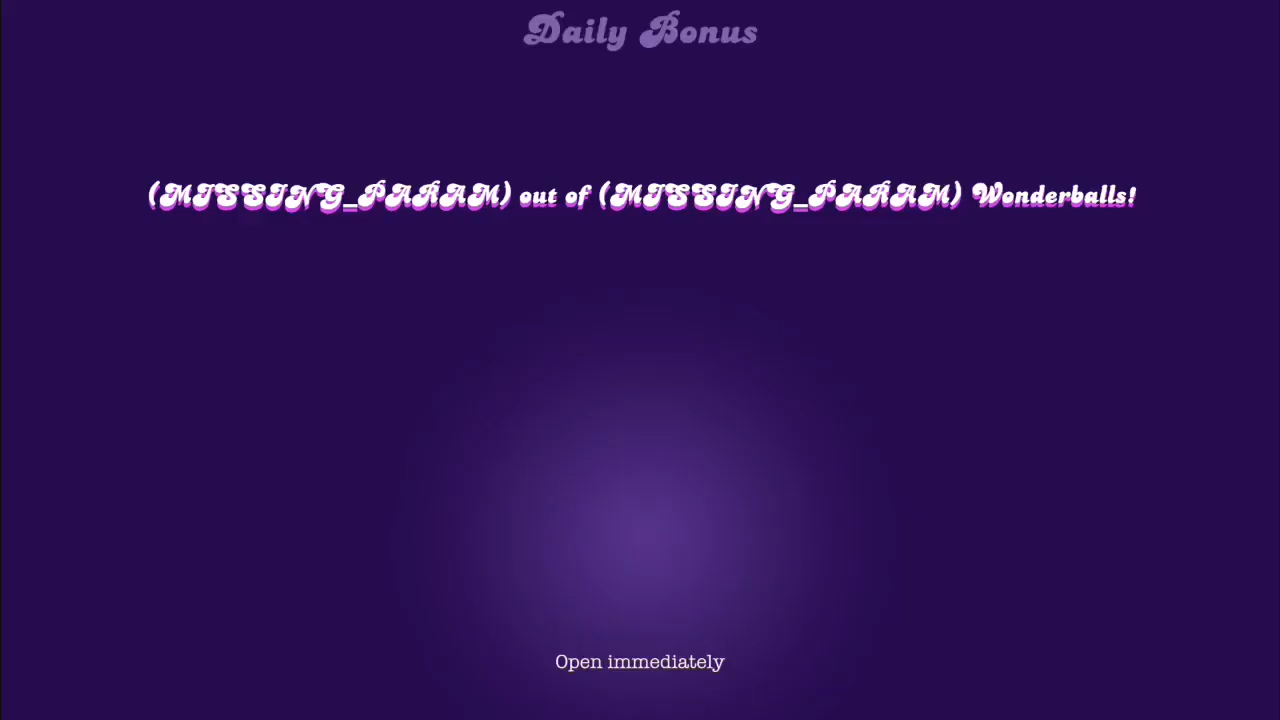 Daily Bonus
(MISSING_PARAM) out of (MISSING_PARAM) Wonderballs!
Open immediately